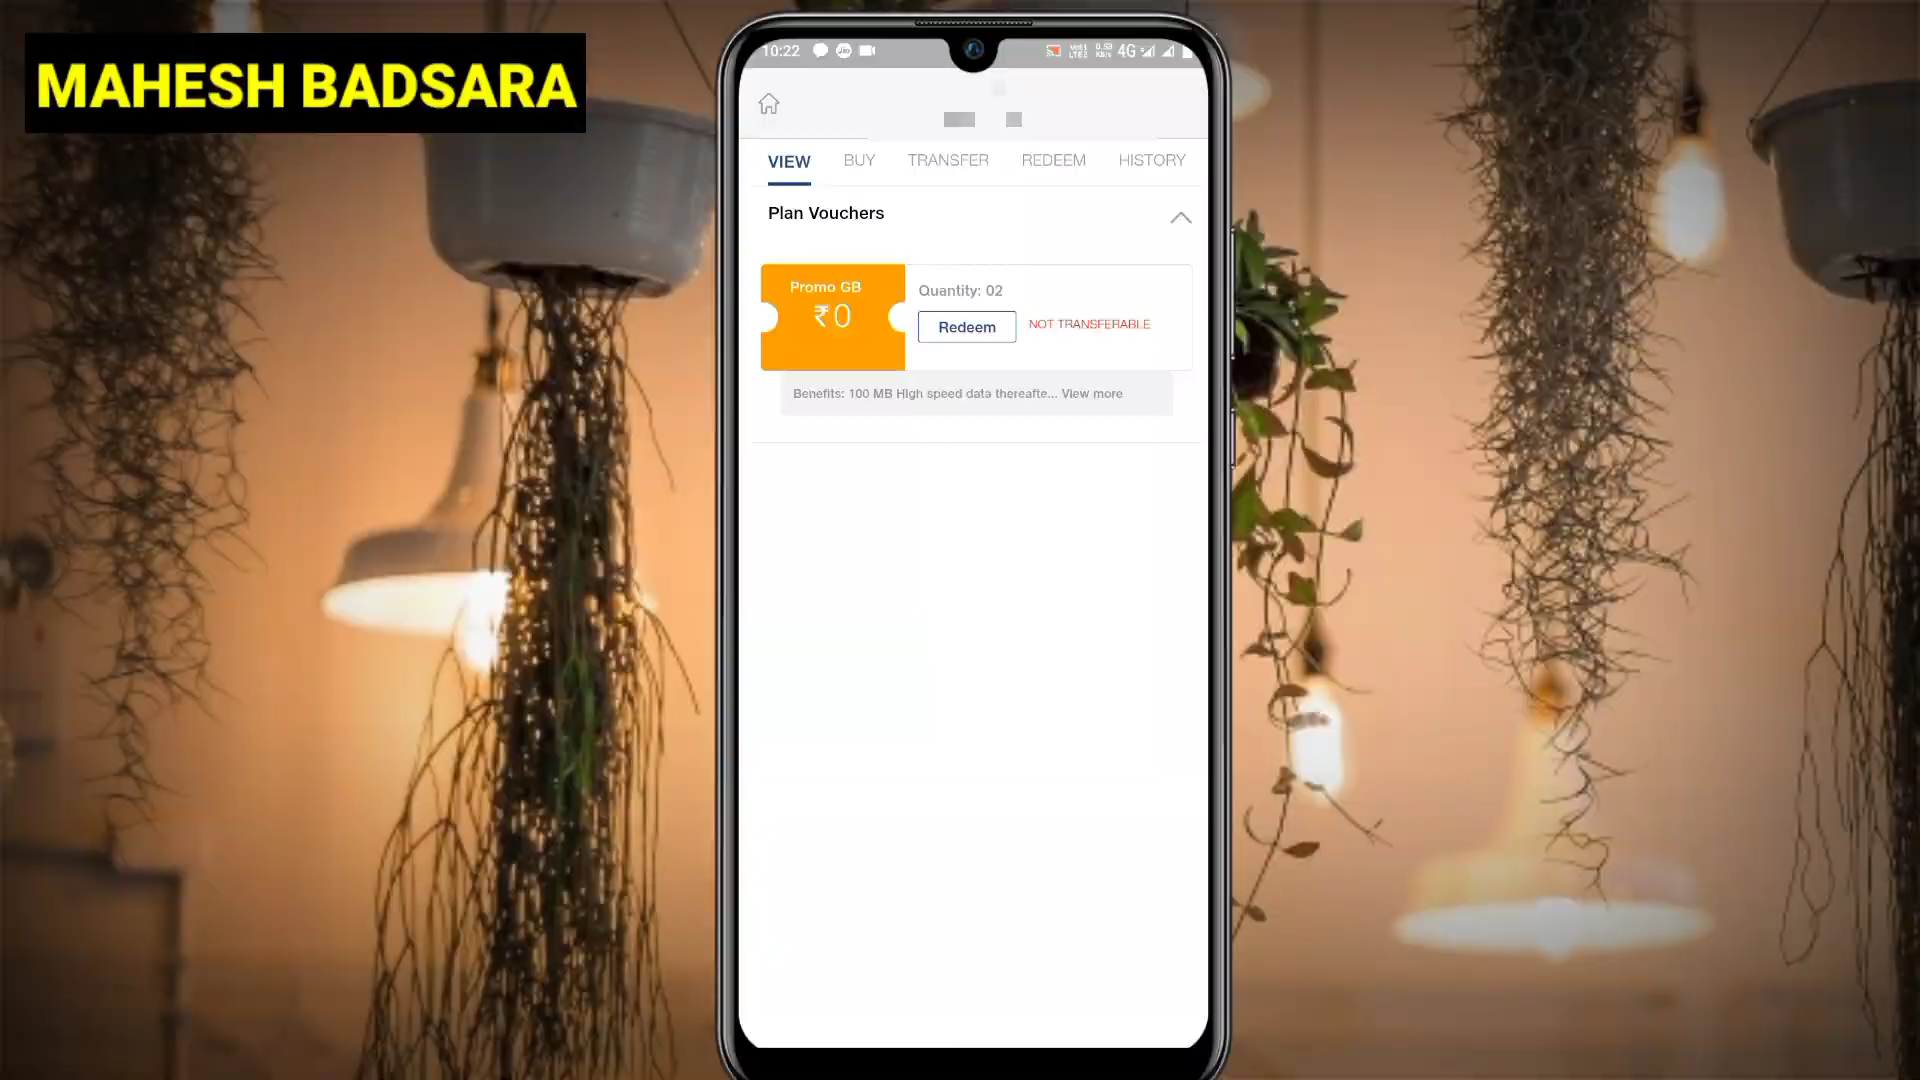 MAHESH BADSARA
10:22
4G
VIEW BUY TRANSFER REDEEM HISTORY
Plan Vouchers
Promo GB
₹0
Quantity: 02
Redeem NOT TRANSFERABLE
Benefits: 100 MB High speed data thereafte... View more